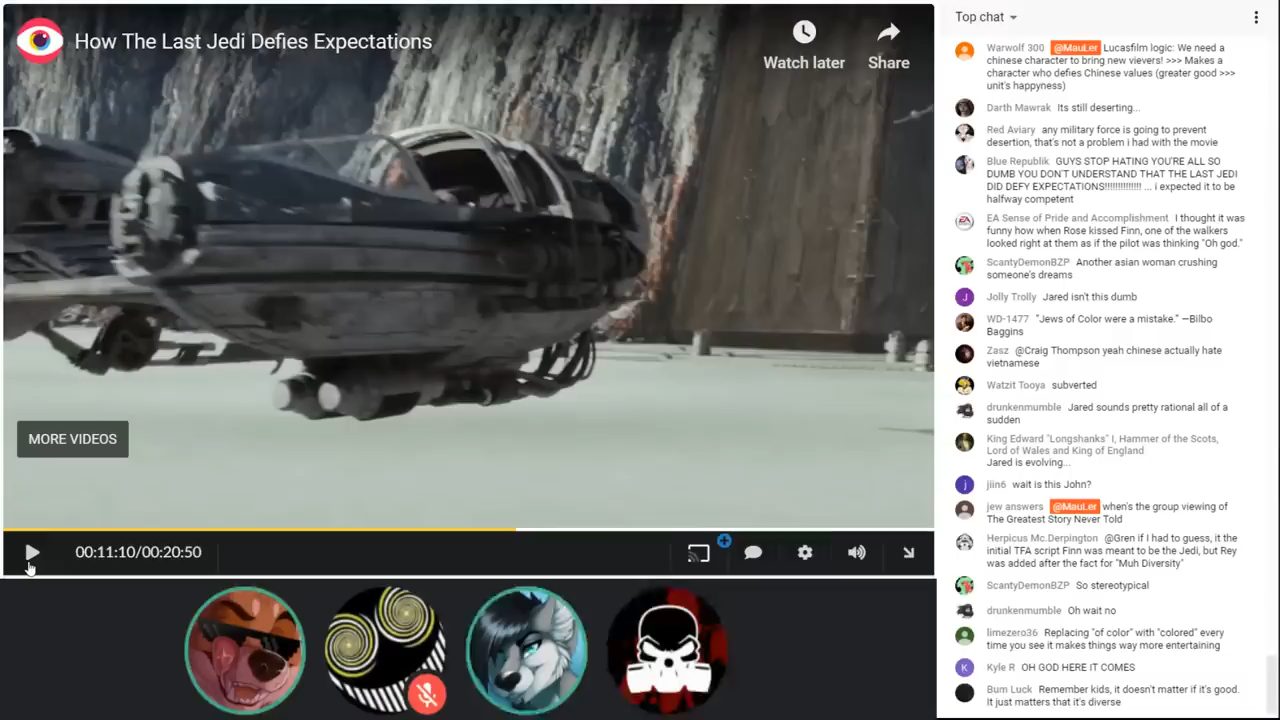 How The Last Jedi Defies Expectations
Watch later
Share
MORE VIDEOS
00:11:10/00:20:50
Top chat
Warwolf 300 @MauLer Lucasfilm logic: We need a
chinese character to bring new vievers! >>> Makes a
character who defies Chinese values (greater good >>>
unit's happyness)
Darth Mawrak Its still deserting...
Red Aviary any military force is going to prevent
desertion, that's not a problem i had with the movie
Blue Republik GUYS STOP HATING YOU'RE ALL SO
DUMB YOU DON'T UNDERSTAND THAT THE LAST JEDI
DID DEFY EXPECTATIONS!!!!!!!!!!!!!! ... i expected it to be
halfway competent
EA
EA Sense of Pride and Accomplishment I thought it was
funny how when Rose kissed Finn, one of the walkers
looked right at them as if the pilot was thinking "Oh god."
ScantyDemonBZP Another asian woman crushing
someone's dreams
J
Jolly Trolly Jared isn't this dumb
WD-1477 "Jews of Color were a mistake." —Bilbo
Baggins
Zasz @Craig Thompson yeah chinese actually hate
vietnamese
Watzit Tooya subverted
drunkenmumble Jared sounds pretty rational all of a
sudden
King Edward "Longshanks" I, Hammer of the Scots,
Lord of Wales and King of England
Jared is evolving...
j
jiin6 wait is this John?
jew answers @MauLer when's the group viewing of
The Greatest Story Never Told
Herpicus Mc.Derpington @Gren if I had to guess, it the
initial TFA script Finn was meant to be the Jedi, but Rey
was added after the fact for "Muh Diversity"
ScantyDemonBZP So stereotypical
drunkenmumble Oh wait no
limezero36 Replacing "of color" with "colored" every
time you see it makes things way more entertaining
K
Kyle R OH GOD HERE IT COMES
Bum Luck Remember kids, it doesn't matter if it's good.
It just matters that it's diverse